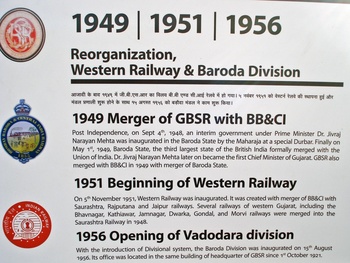 1949 | 1951 | 1956
Reorganization,
Western Railway & Baroda Division
1949 Merger of GBSR with BB&CI
Post Independence, on Sept 4th, 1948, an interim government under Prime Minister Dr. Jivraj
Narayan Mehta was inaugurated in the Baroda State by the Maharaja at a special Durbar. Finally on
May 1st, 1949, Baroda State, the third largest state of the British India formally merged with the
Union of India. Dr. Jivraj Narayan Mehta later on became the first Chief Minister of Gujarat. GBSR also
merged with BB&CI in 1949 with merger of Baroda State.
1951 Beginning of Western Railway
On 5th November 1951, Western Railway was inaugurated. It was created with merger of BB&CI with
Saurashtra, Rajputana and Jaipur railways. Several railways of western Gujarat, including the
Bhavnagar, Kathiawar, Jamnagar, Dwarka, Gondal, and Morvi railways were merged into the
Saurashtra Railway in 1948.
1956 Opening of Vadodara division
With the introduction of Divisional system, the Baroda Division was inaugurated on 15th August
1956. Its office was located in the same building of headquarter of GBSR since 1st October 1921.